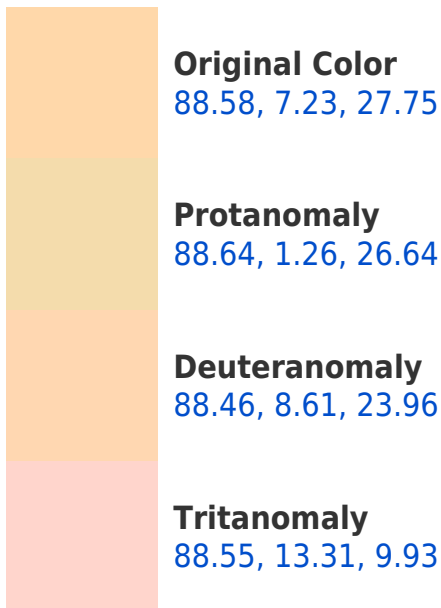 Original Color
88.58, 7.23, 27.75
Protanomaly
88.64, 1.26, 26.64
Deuteranomaly
88.46, 8.61, 23.96
Tritanomaly
88.55, 13.31, 9.93